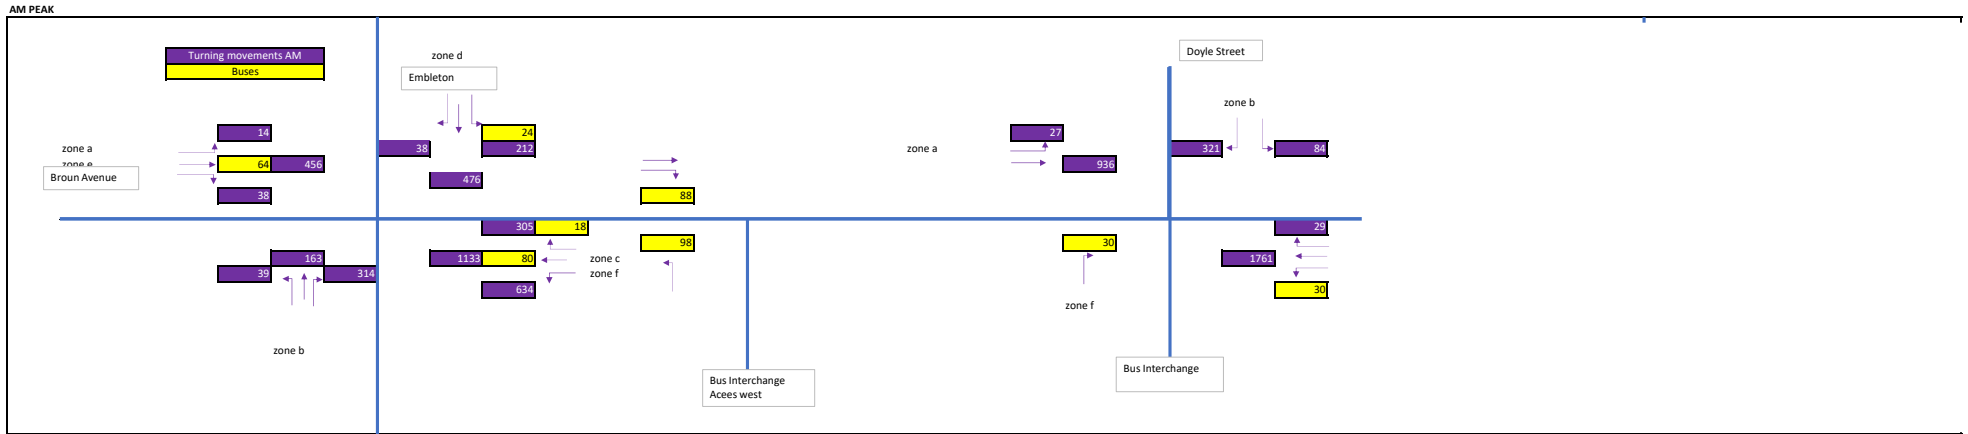 AM PEAK
Turning movements AM
Buses
zone d
Embleton
Doyle Street
zone b
14
24
27
zone a
38
212
zone a
321
84
zone e
64 456
936
Broun Avenue
476
38
88
305 18
29
98
30
163
1133 80
zone c
1761
39
314
zone f
634
30
zone f
zone b
Bus Interchange
Acees west
Bus Interchange